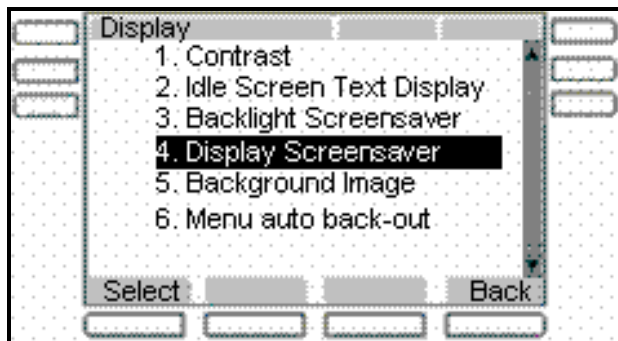 Display
1. Contrast
2. Idle Screen Text Display
3. Backlight Screensaver
4. Display Screensaver
5. Background Image
6. Menu auto back-out
Select Back